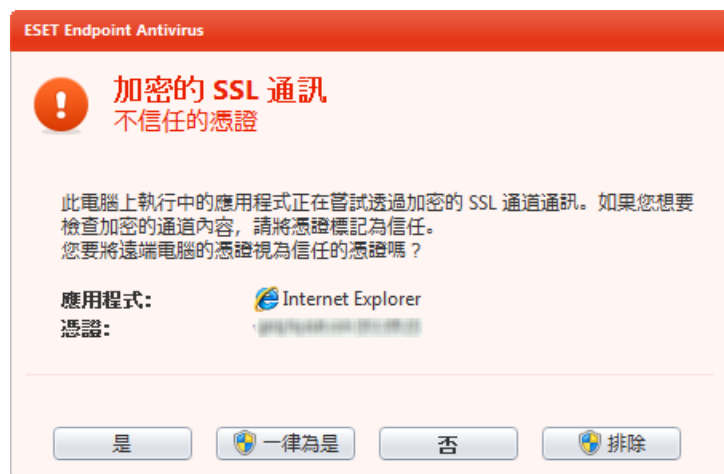 ESET Endpoint Antivirus
加密的 SSL 通訊
不信任的憑證
此電腦上執行中的應用程式正在嘗試透過加密的 SSL 通道通訊。如果您想要
檢查加密的通道內容，請將憑證標記為信任。
您要將遠端電腦的憑證視為信任的憑證嗎？
應用程式： Internet Explorer
憑證：
是 一律為是 否 排除